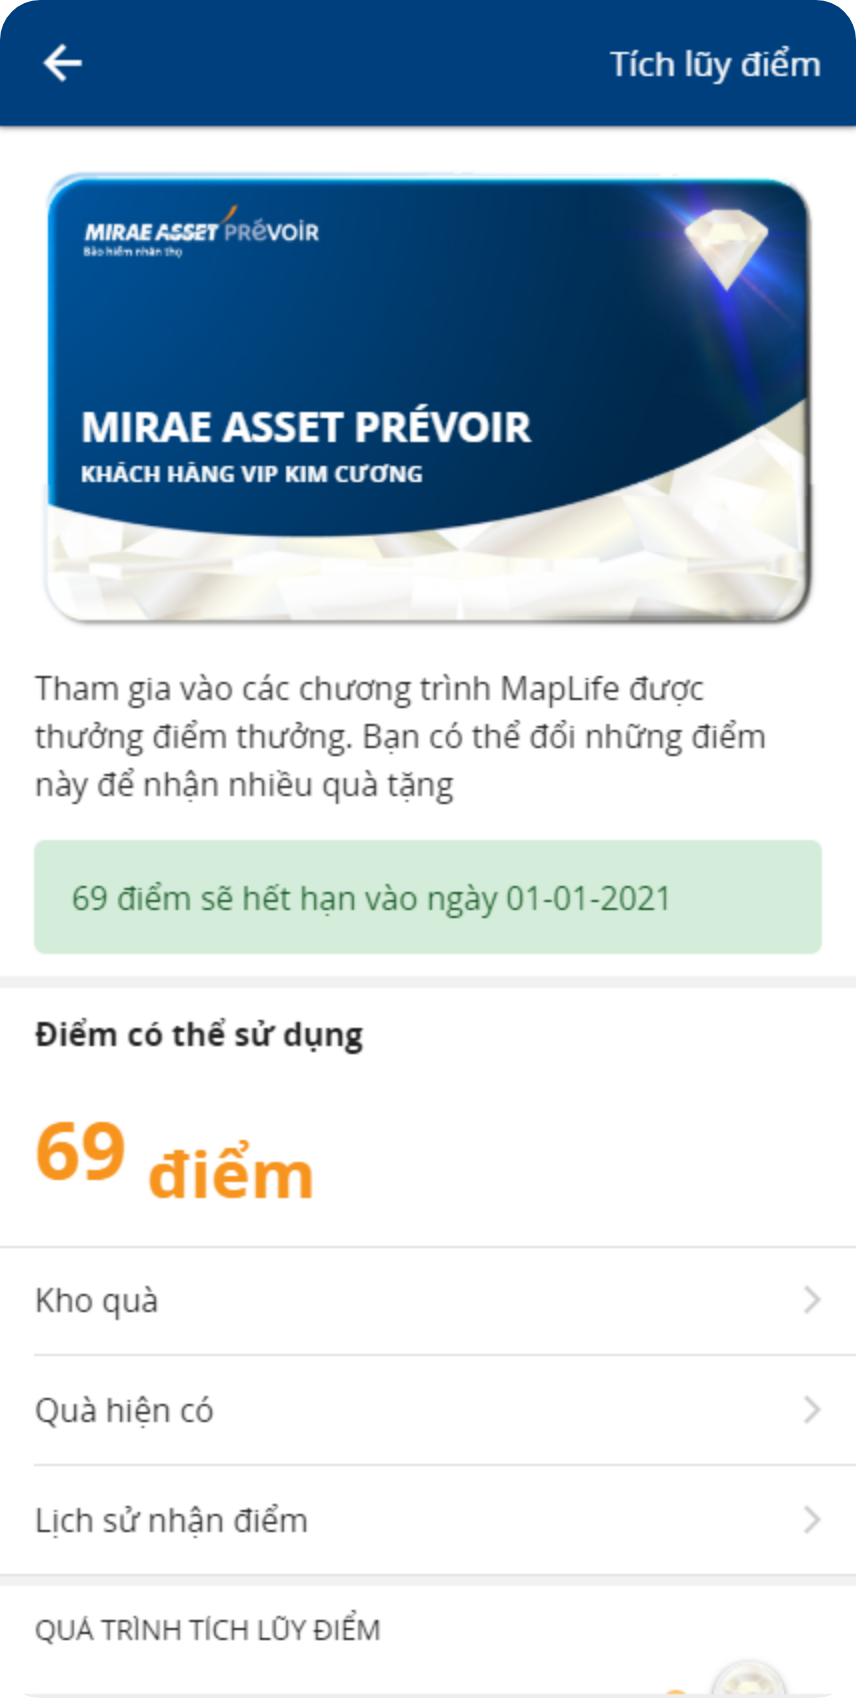 Tích lũy điểm
MIRAE ASSET PRÉVOIR
Bảo hiểm nhân thọ
MIRAE ASSET PRÉVOIR
KHÁCH HÀNG VIP KIM CƯƠNG
Tham gia vào các chương trình MapLife được
thưởng điểm thưởng. Bạn có thể đổi những điểm
này để nhận nhiều quà tặng
69 điểm sẽ hết hạn vào ngày 01-01-2021
Điểm có thể sử dụng
69 điểm
Kho quà
Quà hiện có
Lịch sử nhận điểm
QUÁ TRÌNH TÍCH LŨY ĐIỂM